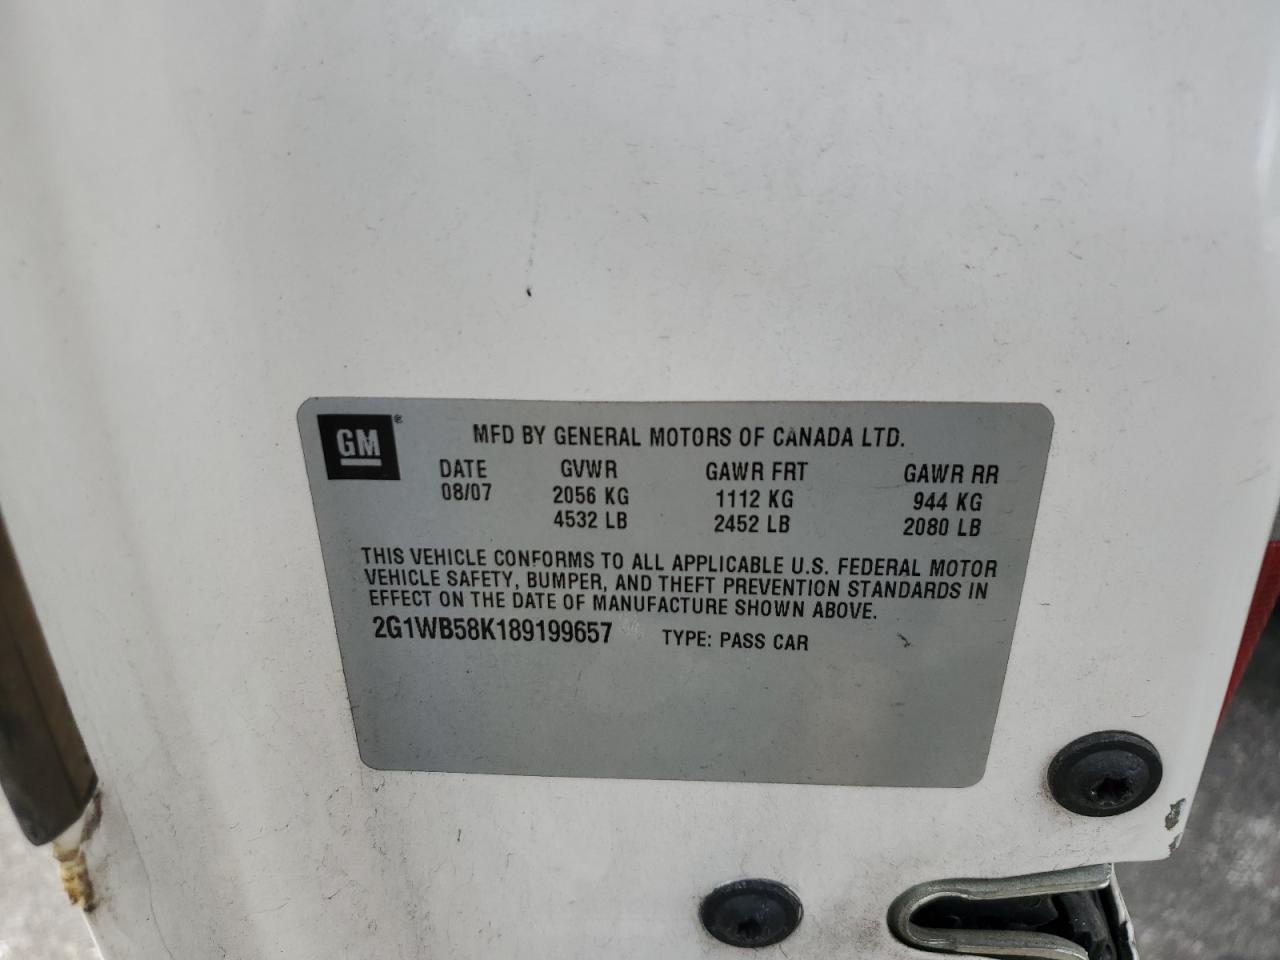 GM®
MFD BY GENERAL MOTORS OF CANADA LTD.
DATE GVWR GAWR FRT GAWR RR
08/07 2056 KG 1112 KG 944 KG
4532 LB 2452 LB 2080 LB
THIS VEHICLE CONFORMS TO ALL APPLICABLE U.S. FEDERAL MOTOR
VEHICLE SAFETY, BUMPER, AND THEFT PREVENTION STANDARDS IN
EFFECT ON THE DATE OF MANUFACTURE SHOWN ABOVE.
2G1WB58K189199657 TYPE: PASS CAR